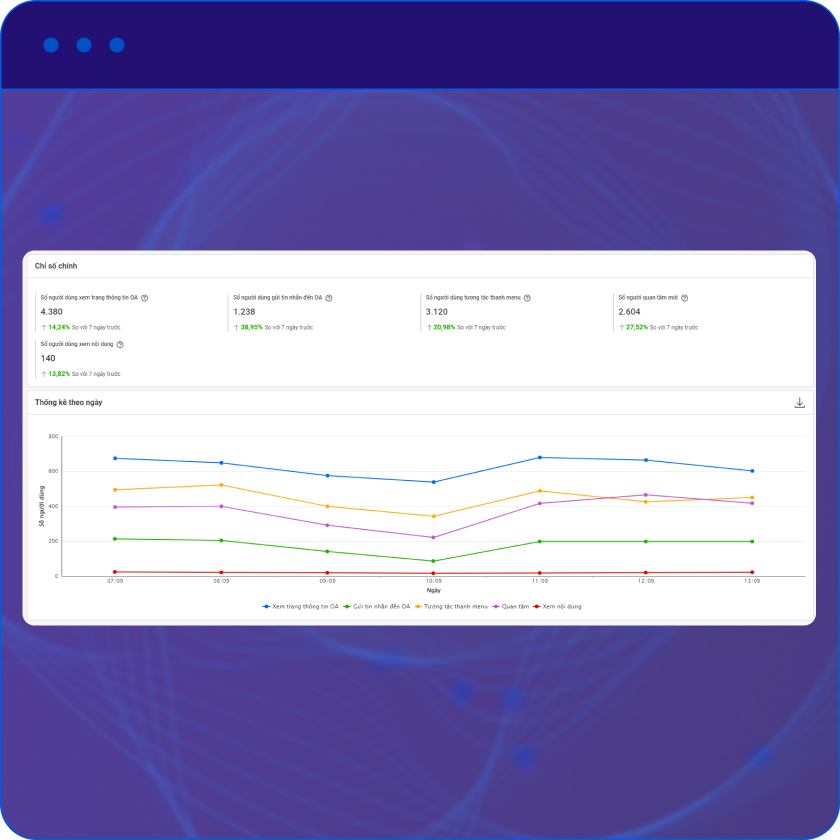 Chỉ số chính
Số người dùng xem trang thông tin OA
4.380
↑ 14,24% So với 7 ngày trước
Số người dùng gửi tin nhắn đến OA
1.238
↑ 38,95% So với 7 ngày trước
Số người dùng tương tác thanh menu
3.120
↑ 20,98% So với 7 ngày trước
Số người quan tâm mới
2.604
↑ 27,52% So với 7 ngày trước
Số người dùng xem nội dung
140
↑ 13,82% So với 7 ngày trước
Thống kê theo ngày
Số người dùng
800
600
400
200
0
07/09 08/09 09/09 10/09 11/09 12/09 13/09
Ngày
Xem trang thông tin OA Gửi tin nhắn đến OA Tương tác thanh menu Quan tâm Xem nội dung